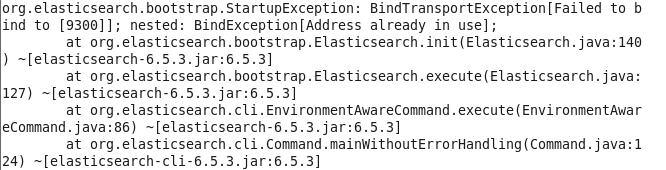 org.elasticsearch.bootstrap.StartupException: BindTransportException[Failed to b
ind to [9300]]; nested: BindException[Address already in use];
        at org.elasticsearch.bootstrap.Elasticsearch.init(Elasticsearch.java:140
) ~[elasticsearch-6.5.3.jar:6.5.3]
        at org.elasticsearch.bootstrap.Elasticsearch.execute(Elasticsearch.java:
127) ~[elasticsearch-6.5.3.jar:6.5.3]
        at org.elasticsearch.cli.EnvironmentAwareCommand.execute(EnvironmentAwar
eCommand.java:86) ~[elasticsearch-6.5.3.jar:6.5.3]
        at org.elasticsearch.cli.Command.mainWithoutErrorHandling(Command.java:1
24) ~[elasticsearch-cli-6.5.3.jar:6.5.3]